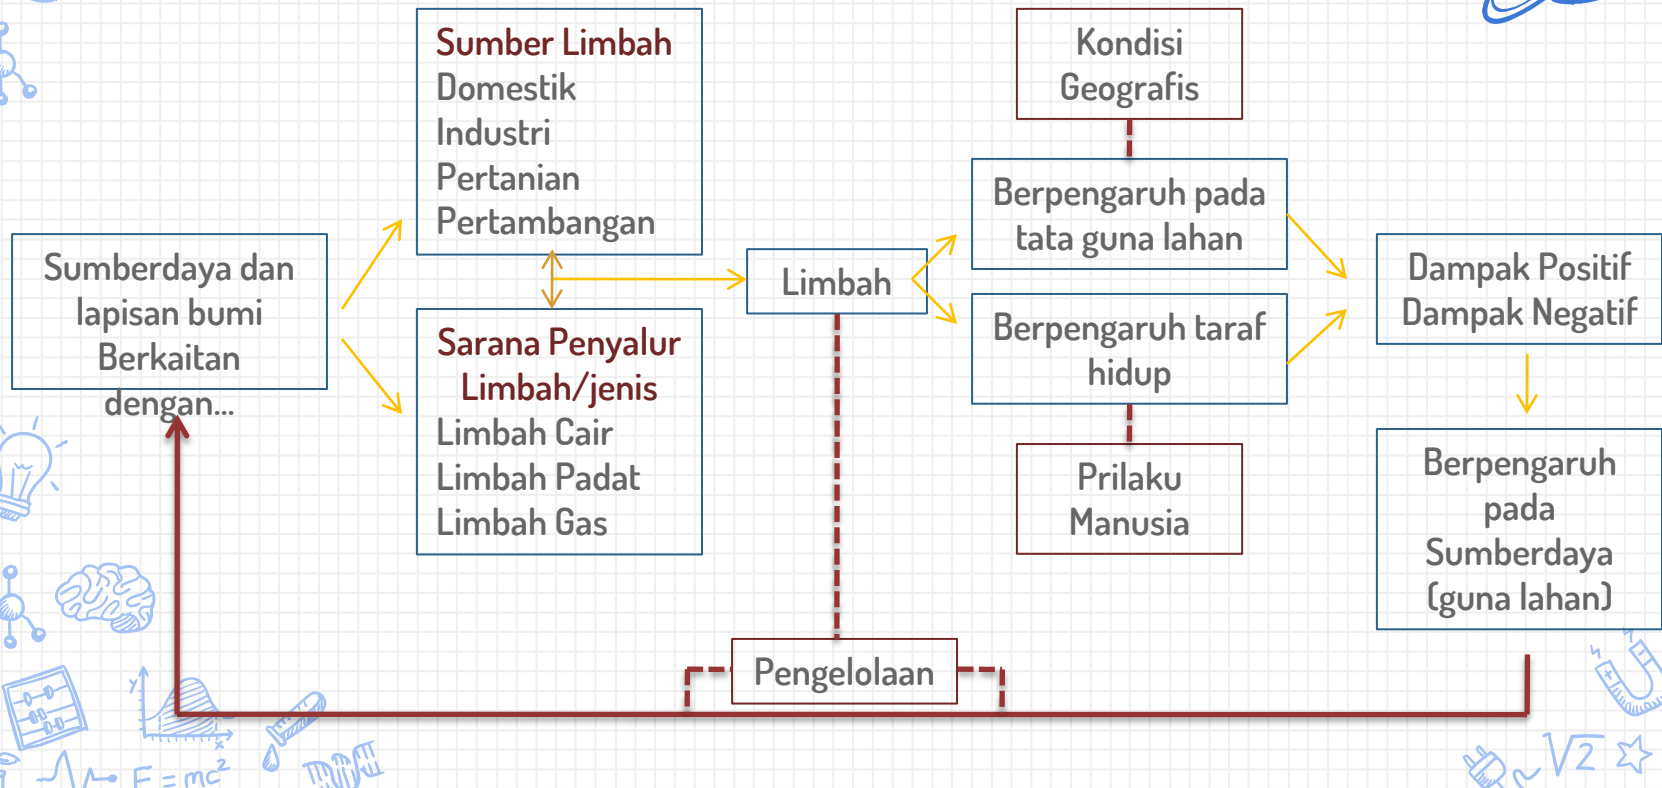 Sumber Limbah
Domestik
Industri
Pertanian
Pertambangan
Kondisi
Geografis
Sumberdaya dan
lapisan bumi
Berkaitan
dengan...
Sarana Penyalur
Limbah/jenis
Limbah Cair
Limbah Padat
Limbah Gas
Limbah
Berpengaruh pada
tata guna lahan
Berpengaruh taraf
hidup
Prilaku
Manusia
Dampak Positif
Dampak Negatif
Berpengaruh
pada
Sumberdaya
(guna lahan)
Pengelolaan
y
x
F = mc²
√2